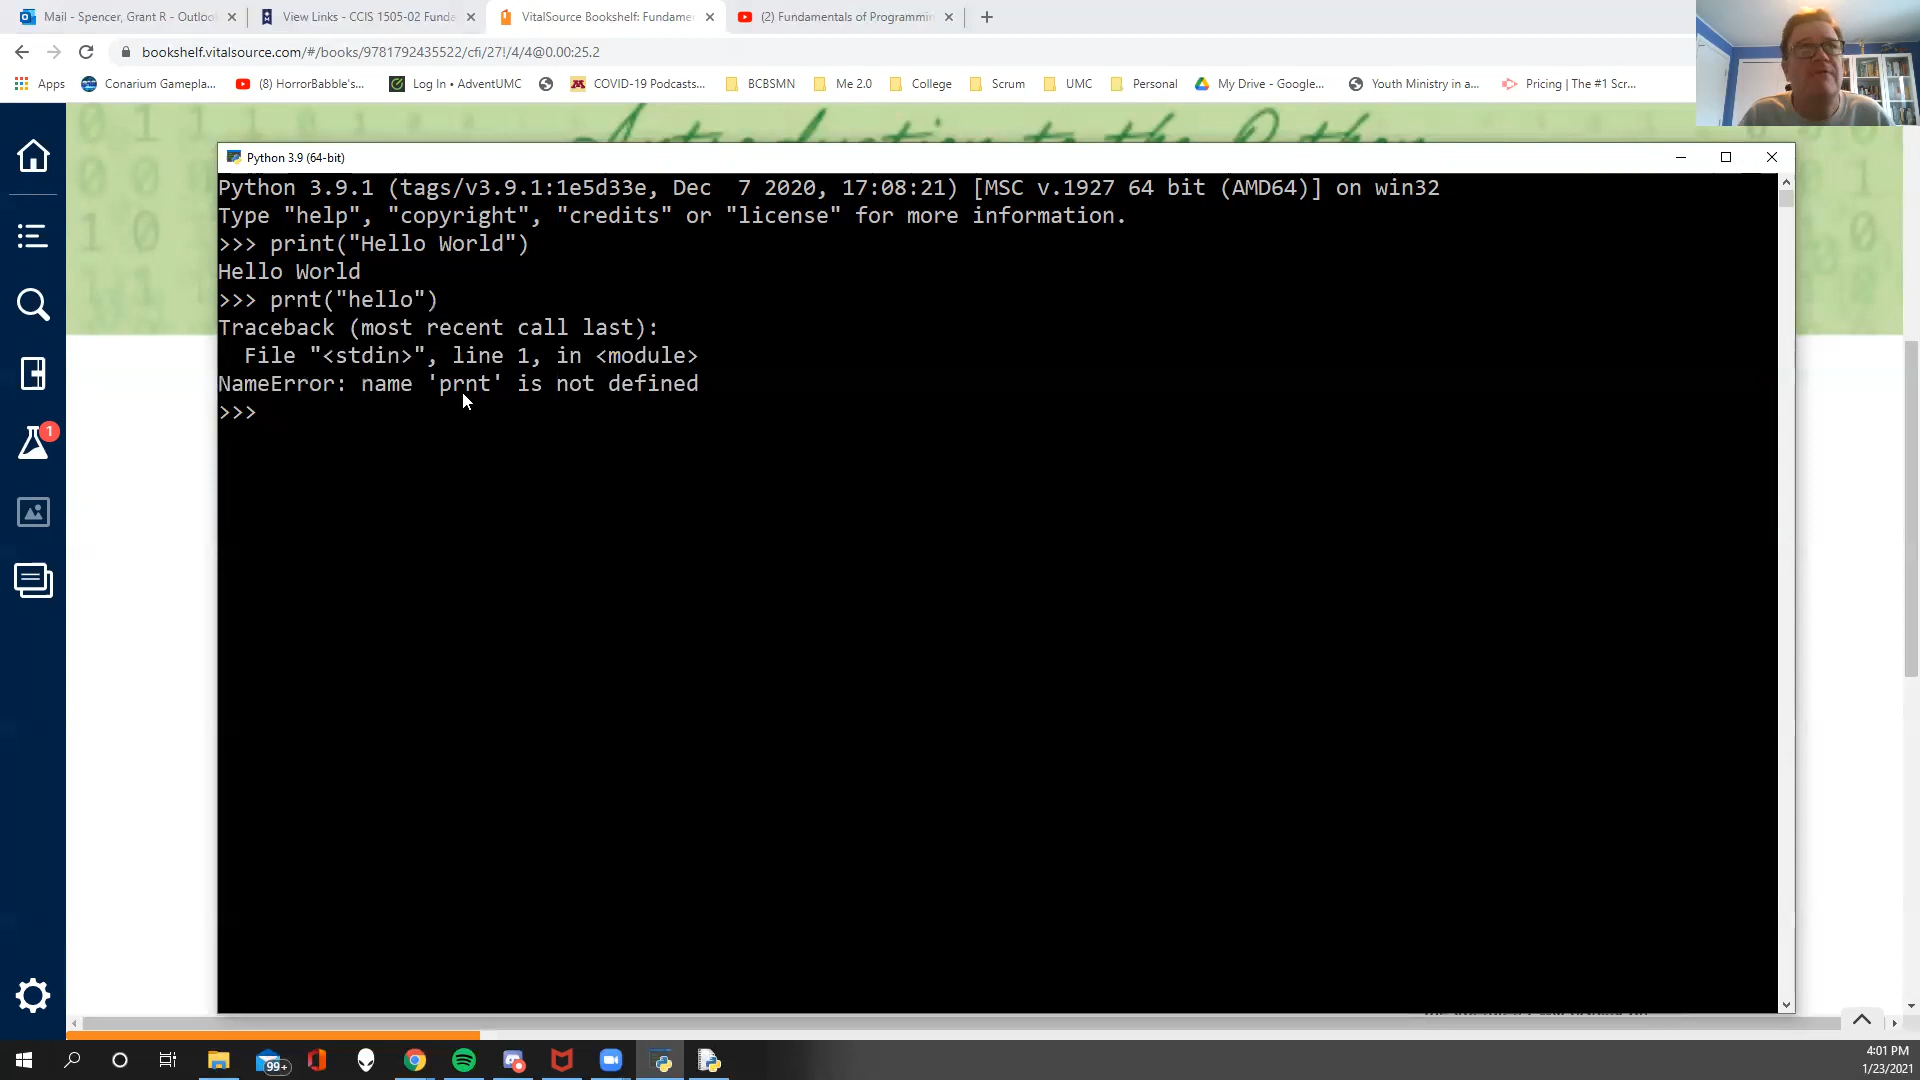 Mail - Spencer, Grant R - Outloo
View Links - CCIS 1505-02 Funda
VitalSource Bookshelf: Fundame
(2) Fundamentals of Programmin
bookshelf.vitalsource.com/#/books/9781792435522/cfi/27!/4/4@0.00:25.2
Apps
Conarium Gamepla...
(8) HorrorBabble's...
Log In • AdventUMC
COVID-19 Podcasts...
BCBSMN
Me 2.0
College
Scrum
UMC
Personal
My Drive - Google...
Youth Ministry in a...
Pricing | The #1 Scr...
Introduction to the Python
Python 3.9 (64-bit)
Python 3.9.1 (tags/v3.9.1:1e5d33e, Dec  7 2020, 17:08:21) [MSC v.1927 64 bit (AMD64)] on win32
Type "help", "copyright", "credits" or "license" for more information.
>>> print("Hello World")
Hello World
>>> prnt("hello")
Traceback (most recent call last):
  File "<stdin>", line 1, in <module>
NameError: name 'prnt' is not defined
>>>
1
99+
4:01 PM
1/23/2021